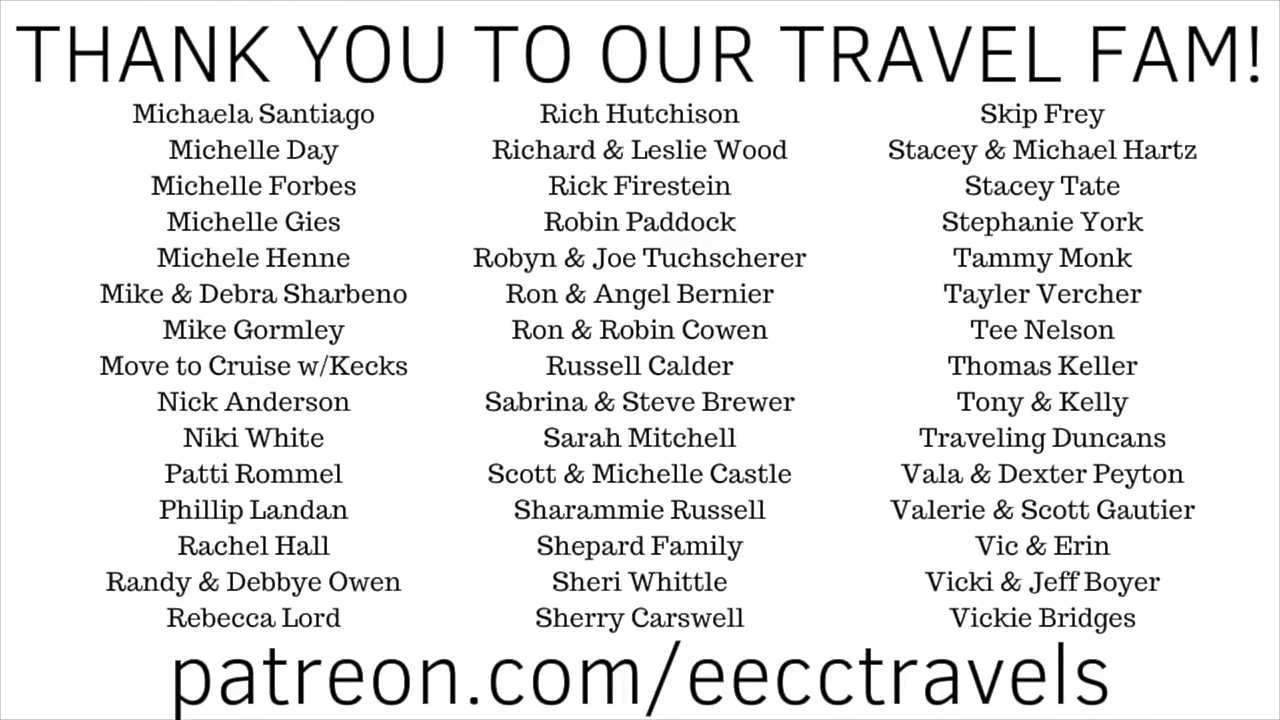 THANK YOU TO OUR TRAVEL FAM!
Michaela Santiago
Michelle Day
Michelle Forbes
Michelle Gies
Michele Henne
Mike & Debra Sharbeno
Mike Gormley
Move to Cruise w/Kecks
Nick Anderson
Niki White
Patti Rommel
Phillip Landan
Rachel Hall
Randy & Debbye Owen
Rebecca Lord
Rich Hutchison
Richard & Leslie Wood
Rick Firestein
Robin Paddock
Robyn & Joe Tuchscherer
Ron & Angel Bernier
Ron & Robin Cowen
Russell Calder
Sabrina & Steve Brewer
Sarah Mitchell
Scott & Michelle Castle
Sharammie Russell
Shepard Family
Sheri Whittle
Sherry Carswell
Skip Frey
Stacey & Michael Hartz
Stacey Tate
Stephanie York
Tammy Monk
Tayler Vercher
Tee Nelson
Thomas Keller
Tony & Kelly
Traveling Duncans
Vala & Dexter Peyton
Valerie & Scott Gautier
Vic & Erin
Vicki & Jeff Boyer
Vickie Bridges
patreon.com/eecctravels